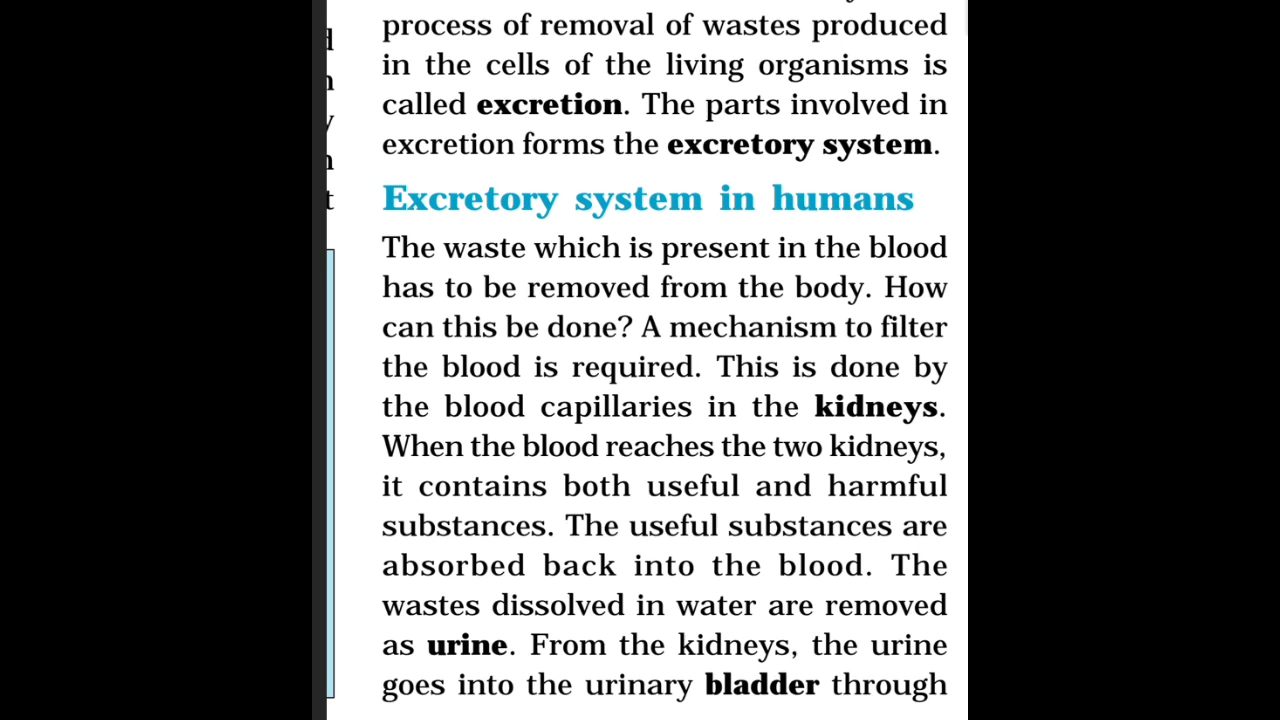 process of removal of wastes produced
in the cells of the living organisms is
called excretion. The parts involved in
excretion forms the excretory system.
Excretory system in humans
The waste which is present in the blood
has to be removed from the body. How
can this be done? A mechanism to filter
the blood is required. This is done by
the blood capillaries in the kidneys.
When the blood reaches the two kidneys,
it contains both useful and harmful
substances. The useful substances are
absorbed back into the blood. The
wastes dissolved in water are removed
as urine. From the kidneys, the urine
goes into the urinary bladder through